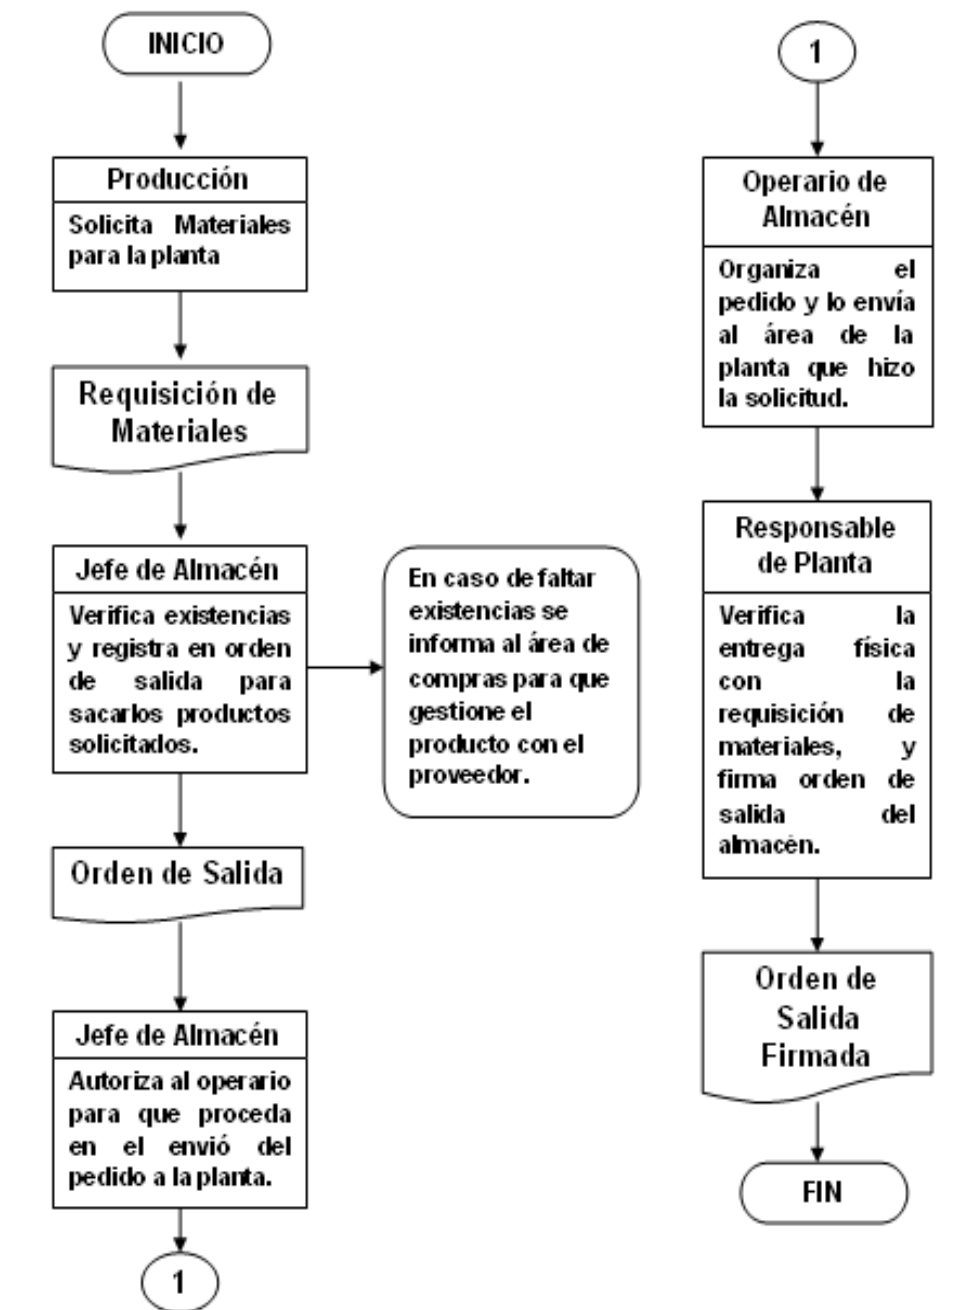 INICIO
Producción
Solicita Materiales
para la planta
Requisición de
Materiales
Jefe de Almacén
Verifica existencias
y registra en orden
de salida para
sacarlos productos
solicitados.
En caso de faltar
existencias se
informa al área de
compras para que
gestione el
producto con el
proveedor.
Orden de Salida
Jefe de Almacén
Autoriza al operario
para que proceda
en el envió del
pedido a la planta.
1
1
Operario de
Almacén
Organiza el
pedido y lo envía
al área de la
planta que hizo
la solicitud.
Responsable
de Planta
Verifica la
entrega física
con la
requisición de
materiales, y
firma orden de
salida del
almacén.
Orden de
Salida
Firmada
FIN